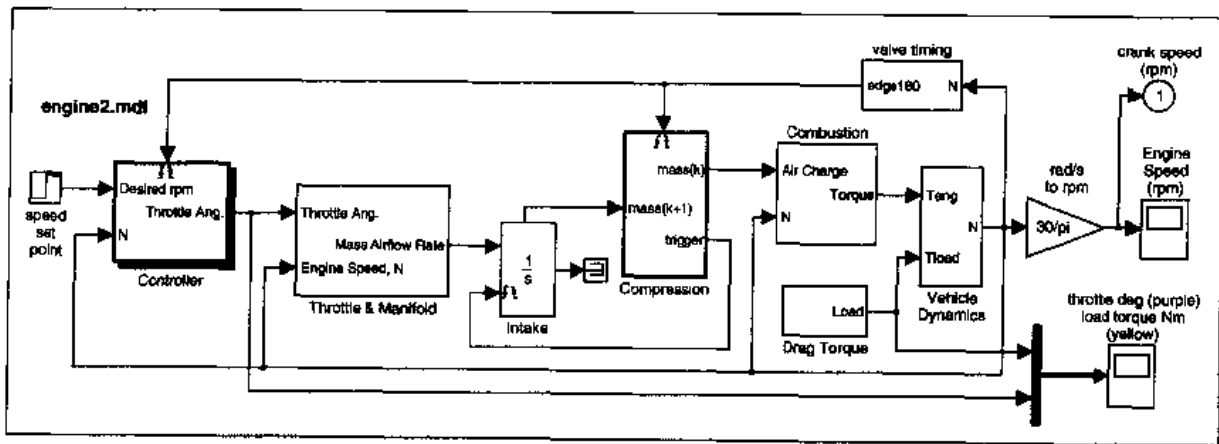 valve timing
crank speed
(rpm)
engine2.mdl
edge180
N
1
Combustion
Engine
Speed
(rpm)
rad/s
to rpm
Desired rpm
Throttle Ang.
N
Controller
speed
set
point
Throttle Ang.
Mass Airflow Rate
Engine Speed, N
Throttle & Manifold
1
s
Intake
mass(k)
mass(k+1)
trigger
Compression
Air Charge
Torque
N
Teng
N
Tload
Vehicle
Dynamics
30/pi
Load
Drag Torque
throttle deg (purple)
load torque Nm
(yellow)